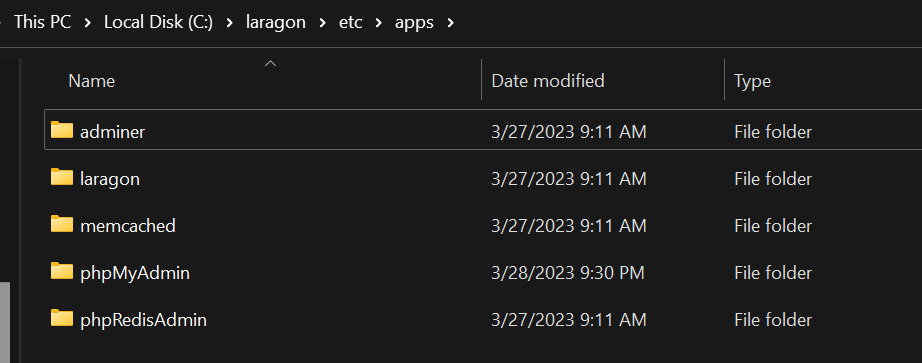 This PC > Local Disk (C:) > laragon > etc > apps >
Name Date modified Type
adminer 3/27/2023 9:11 AM File folder
laragon 3/27/2023 9:11 AM File folder
memcached 3/27/2023 9:11 AM File folder
phpMyAdmin 3/28/2023 9:30 PM File folder
phpRedisAdmin 3/27/2023 9:11 AM File folder